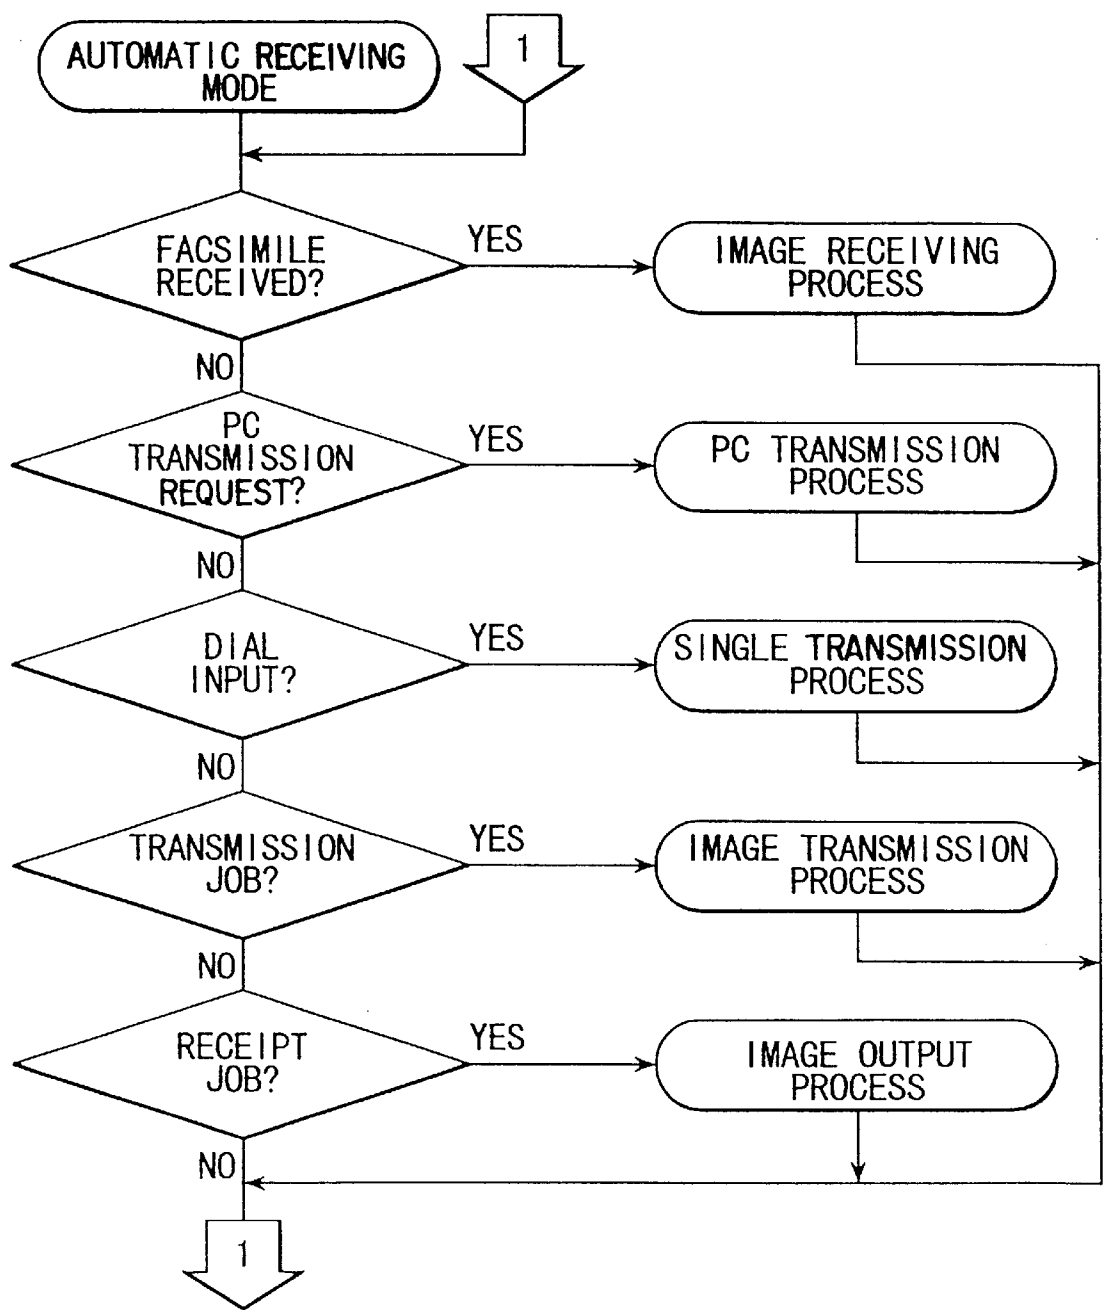 AUTOMATIC RECEIVING
MODE
1
FACSIMILE
RECEIVED?
YES
IMAGE RECEIVING
PROCESS
NO
PC
TRANSMISSION
REQUEST?
YES
PC TRANSMISSION
PROCESS
NO
DIAL
INPUT?
YES
SINGLE TRANSMISSION
PROCESS
NO
TRANSMISSION
JOB?
YES
IMAGE TRANSMISSION
PROCESS
NO
RECEIPT
JOB?
YES
IMAGE OUTPUT
PROCESS
NO
1